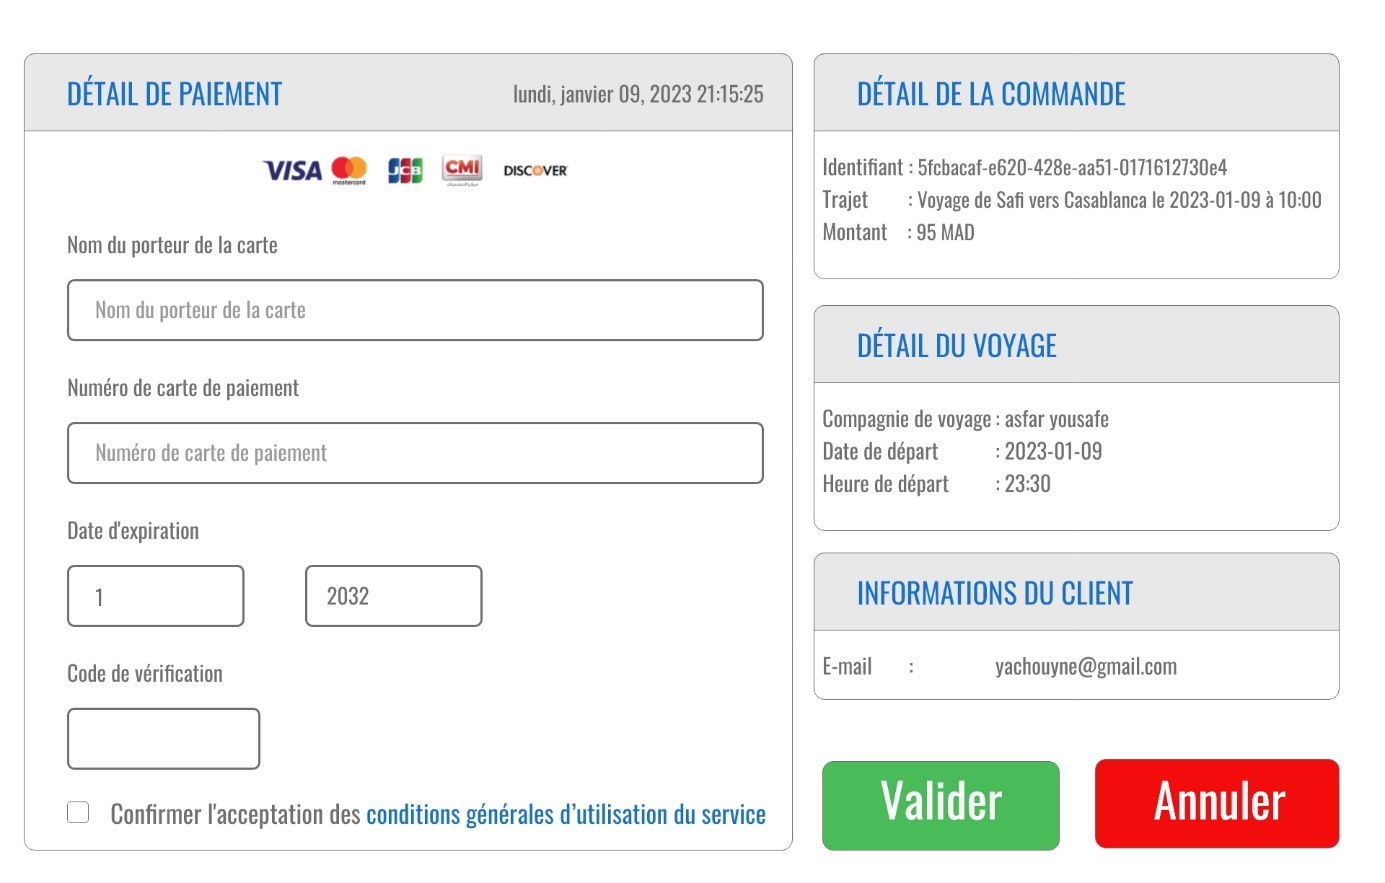 DÉTAIL DE PAIEMENT
lundi, janvier 09, 2023 21:15:25
VISA mastercard JCB CMI DISCOVER
Nom du porteur de la carte
Nom du porteur de la carte
Numéro de carte de paiement
Numéro de carte de paiement
Date d'expiration
1 2032
Code de vérification
Confirmer l'acceptation des conditions générales d’utilisation du service
DÉTAIL DE LA COMMANDE
Identifiant : 5fcbacaf-e620-428e-aa51-0171612730e4
Trajet : Voyage de Safi vers Casablanca le 2023-01-09 à 10:00
Montant : 95 MAD
DÉTAIL DU VOYAGE
Compagnie de voyage : asfar yousafe
Date de départ : 2023-01-09
Heure de départ : 23:30
INFORMATIONS DU CLIENT
E-mail : yachouyne@gmail.com
Valider Annuler